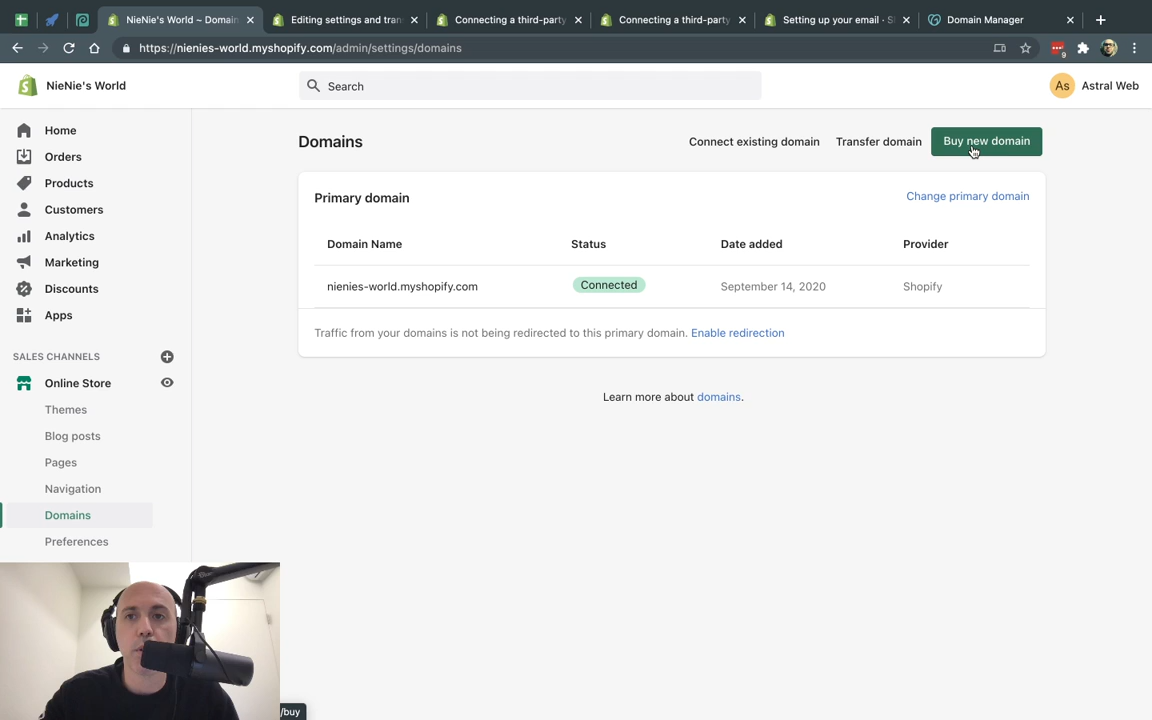 NieNie's World ~ Domain
Editing settings and tran
Connecting a third-party
Connecting a third-party
Setting up your email · S
Domain Manager
https://nienies-world.myshopify.com/admin/settings/domains
9
NieNie's World
Search
As
Astral Web
Home
Orders
Products
Customers
Analytics
Marketing
Discounts
Apps
SALES CHANNELS
Online Store
Themes
Blog posts
Pages
Navigation
Domains
Preferences
Domains
Connect existing domain
Transfer domain
Buy new domain
Primary domain
Change primary domain
Domain Name
Status
Date added
Provider
nienies-world.myshopify.com
Connected
September 14, 2020
Shopify
Traffic from your domains is not being redirected to this primary domain. Enable redirection
Learn more about domains.
/buy